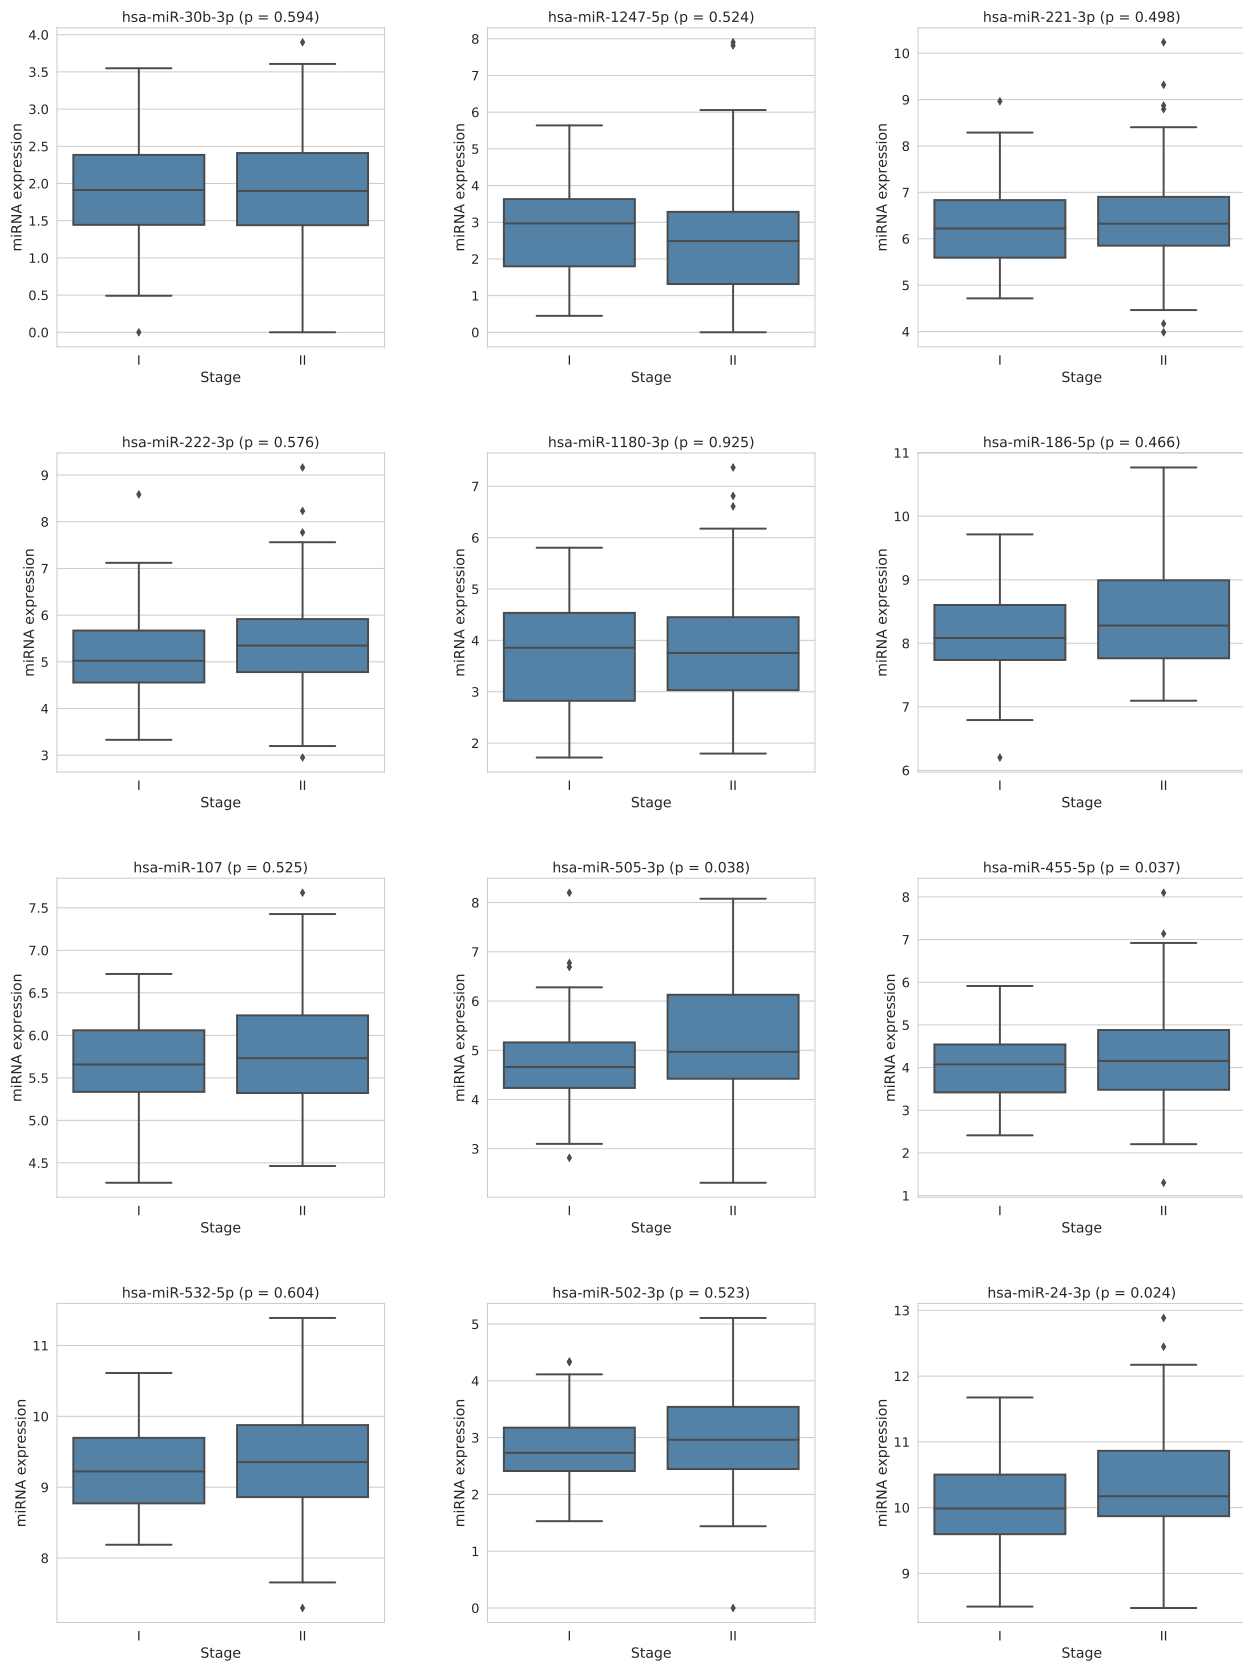 hsa-miR-30b-3p (p = 0.594)
4.0
3.5
3.0
2.5
2.0
1.5
1.0
0.5
0.0
miRNA expression
I
II
Stage
hsa-miR-1247-5p (p = 0.524)
8
7
6
5
4
3
2
1
0
miRNA expression
I
II
Stage
hsa-miR-221-3p (p = 0.498)
10
9
8
7
6
5
4
miRNA expression
I
II
Stage
hsa-miR-222-3p (p = 0.576)
9
8
7
6
5
4
3
miRNA expression
I
II
Stage
hsa-miR-1180-3p (p = 0.925)
7
6
5
4
3
2
miRNA expression
I
II
Stage
hsa-miR-186-5p (p = 0.466)
11
10
9
8
7
6
miRNA expression
I
II
Stage
hsa-miR-107 (p = 0.525)
7.5
7.0
6.5
6.0
5.5
5.0
4.5
miRNA expression
I
II
Stage
hsa-miR-505-3p (p = 0.038)
8
7
6
5
4
3
miRNA expression
I
II
Stage
hsa-miR-455-5p (p = 0.037)
8
7
6
5
4
3
2
1
miRNA expression
I
II
Stage
hsa-miR-532-5p (p = 0.604)
11
10
9
8
miRNA expression
I
II
Stage
hsa-miR-502-3p (p = 0.523)
5
4
3
2
1
0
miRNA expression
I
II
Stage
hsa-miR-24-3p (p = 0.024)
13
12
11
10
9
miRNA expression
I
II
Stage